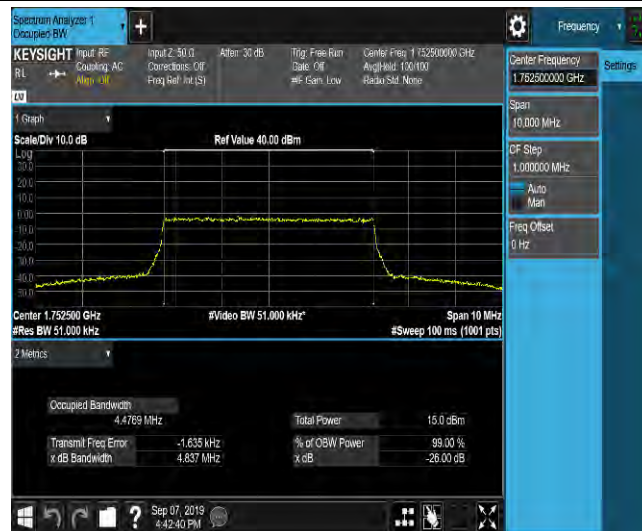 Spectrum Analyzer 1
Occupied BW
+
Frequency
KEYSIGHT
RL
Input: RF
Coupling: AC
Align: Off
Input Z: 50 Ω
Corrections: Off
Freq Ref: Int (S)
Atten: 30 dB
Trig: Free Run
Gate: Off
#IF Gain: Low
Center Freq: 1.752500000 GHz
Avg|Hold: 100/100
Radio Std: None
LW
Center Frequency
1.752500000 GHz
Settings
Span
10.000 MHz
CF Step
1.000000 MHz
Auto
Man
Freq Offset
0 Hz
1 Graph
Scale/Div 10.0 dB
Ref Value 40.00 dBm
Log
30.0
20.0
10.0
0.00
-10.0
-20.0
-30.0
-40.0
-50.0
Center 1.752500 GHz
#Video BW 51.000 kHz*
Span 10 MHz
#Res BW 51.000 kHz
#Sweep 100 ms (1001 pts)
2 Metrics
Occupied Bandwidth
4.4769 MHz
Total Power
15.0 dBm
Transmit Freq Error
-1.635 kHz
% of OBW Power
99.00 %
x dB Bandwidth
4.837 MHz
x dB
-26.00 dB
?
Sep 07, 2019
4:42:40 PM